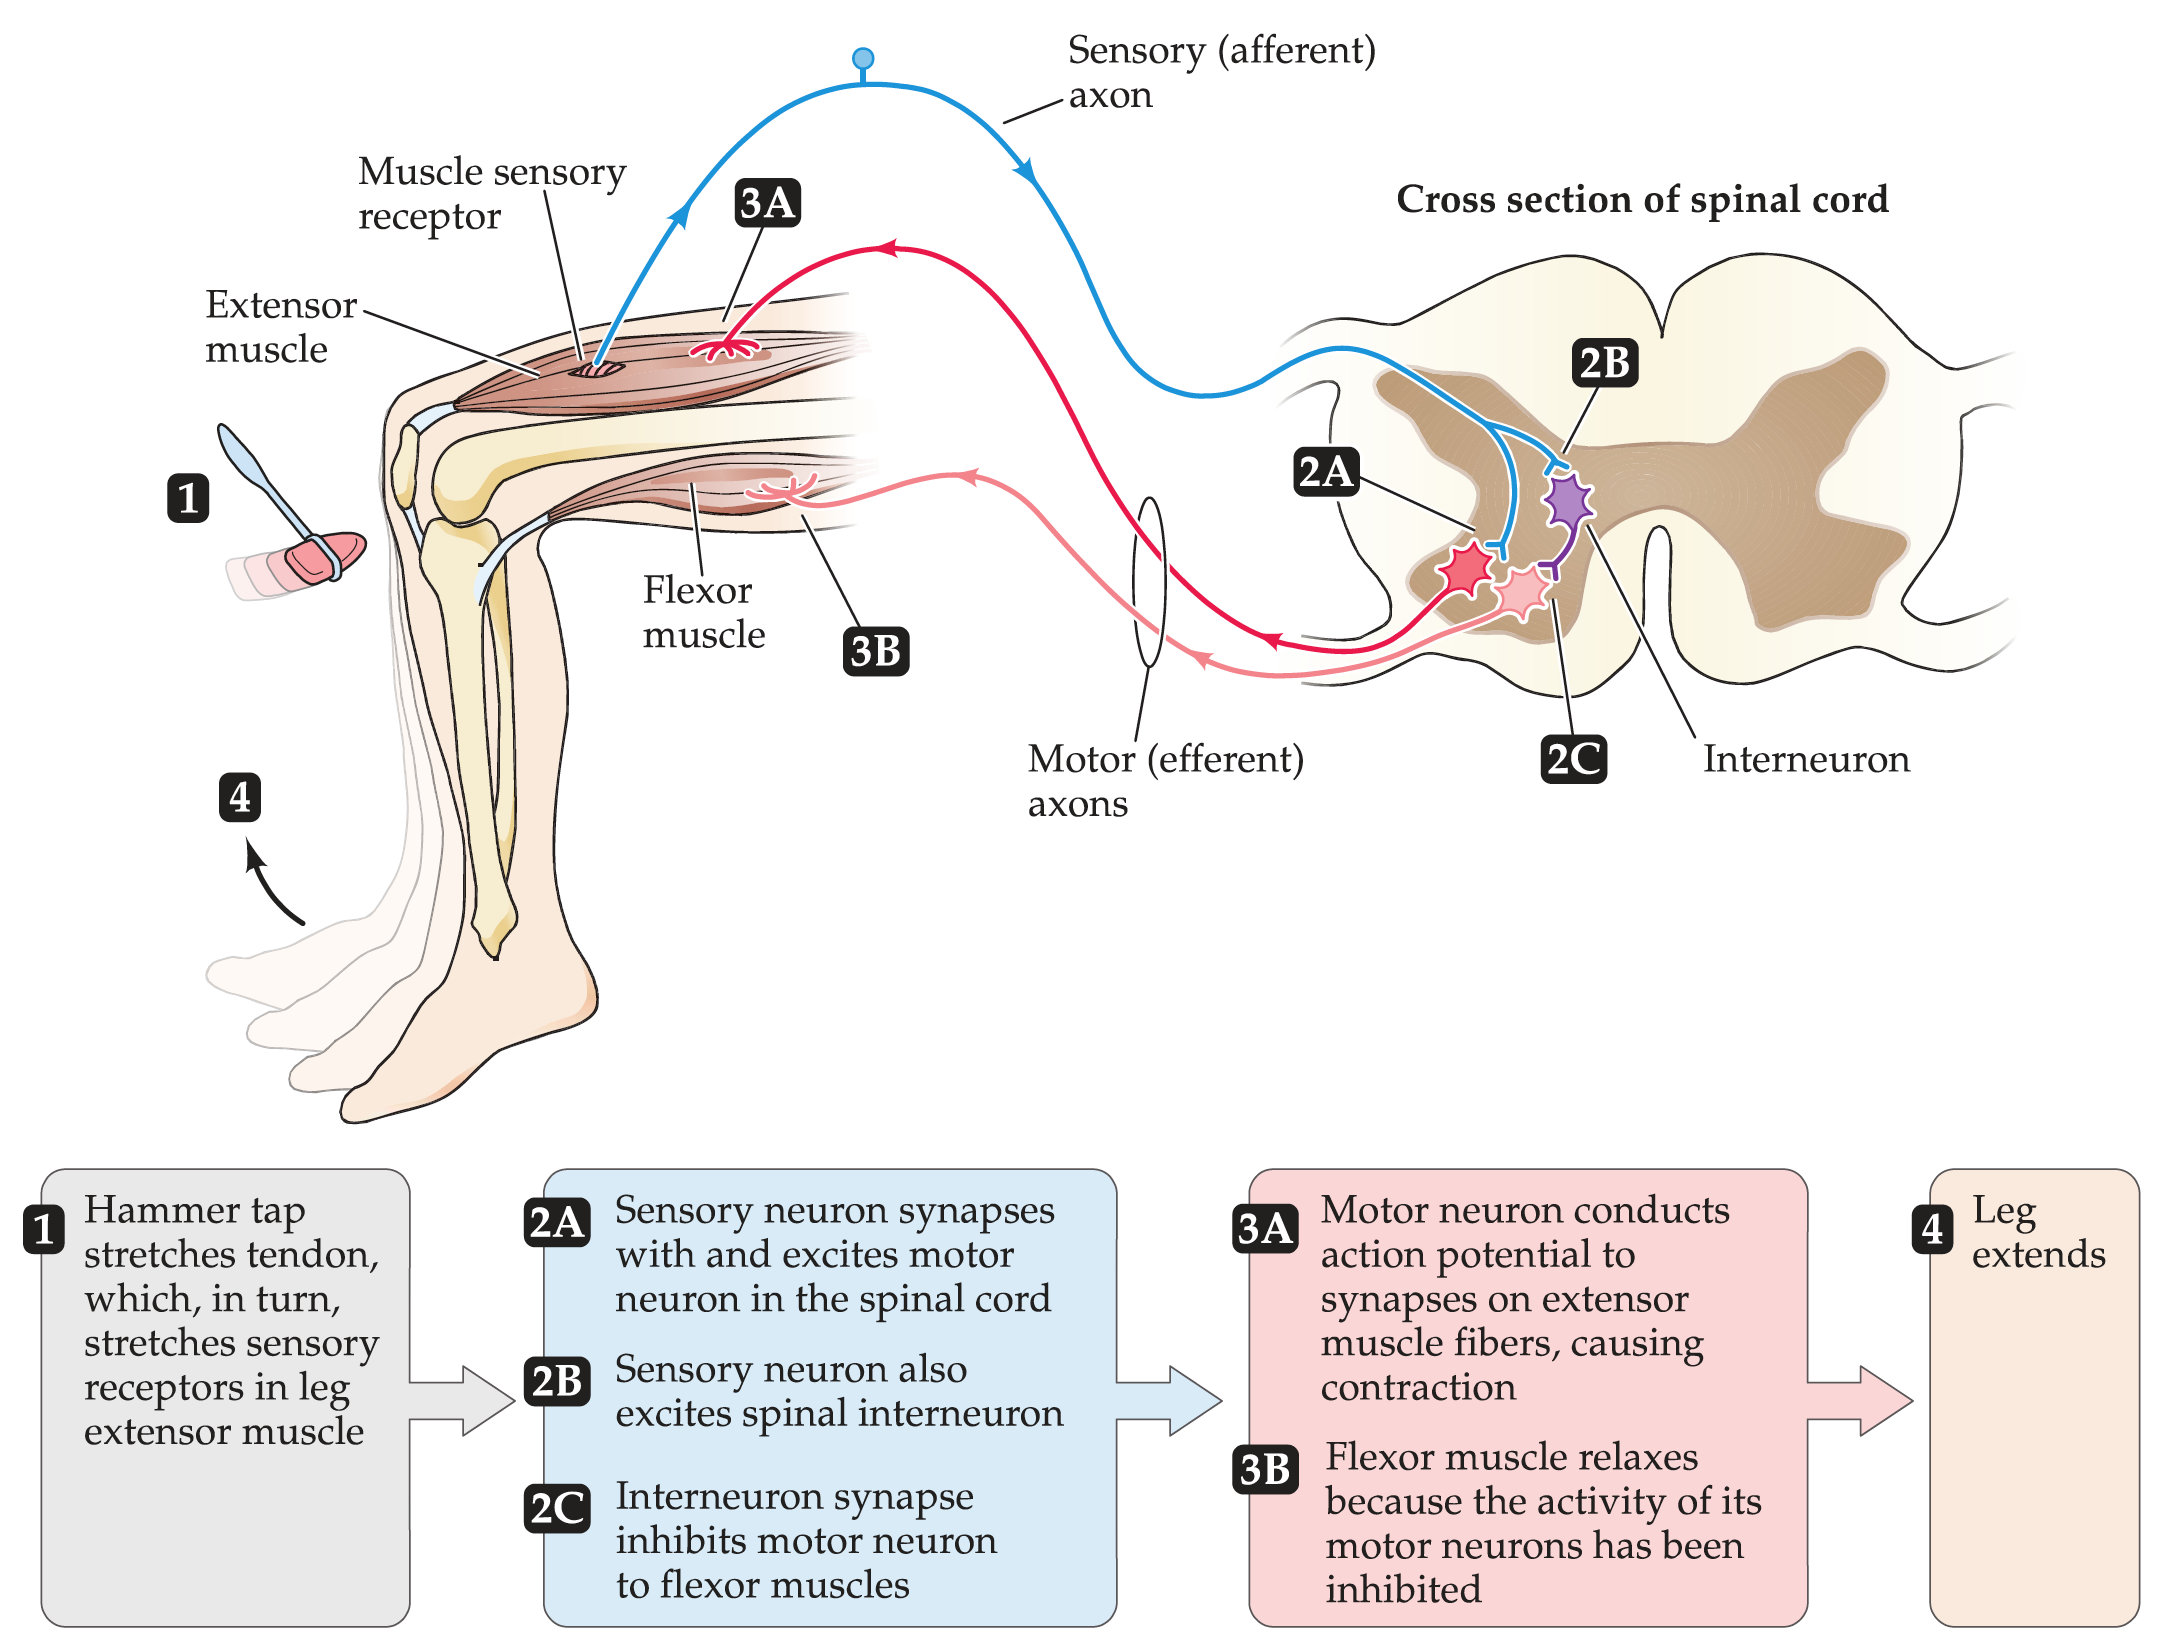 Sensory (afferent)
axon
Muscle sensory
receptor
3A
Cross section of spinal cord
Extensor
muscle
2B
2A
1
Flexor
muscle
3B
Motor (efferent)
axons
2C
Interneuron
4
1
Hammer tap
stretches tendon,
which, in turn,
stretches sensory
receptors in leg
extensor muscle
2A
Sensory neuron synapses
with and excites motor
neuron in the spinal cord
2B
Sensory neuron also
excites spinal interneuron
2C
Interneuron synapse
inhibits motor neuron
to flexor muscles
3A
Motor neuron conducts
action potential to
synapses on extensor
muscle fibers, causing
contraction
3B
Flexor muscle relaxes
because the activity of its
motor neurons has been
inhibited
4
Leg
extends